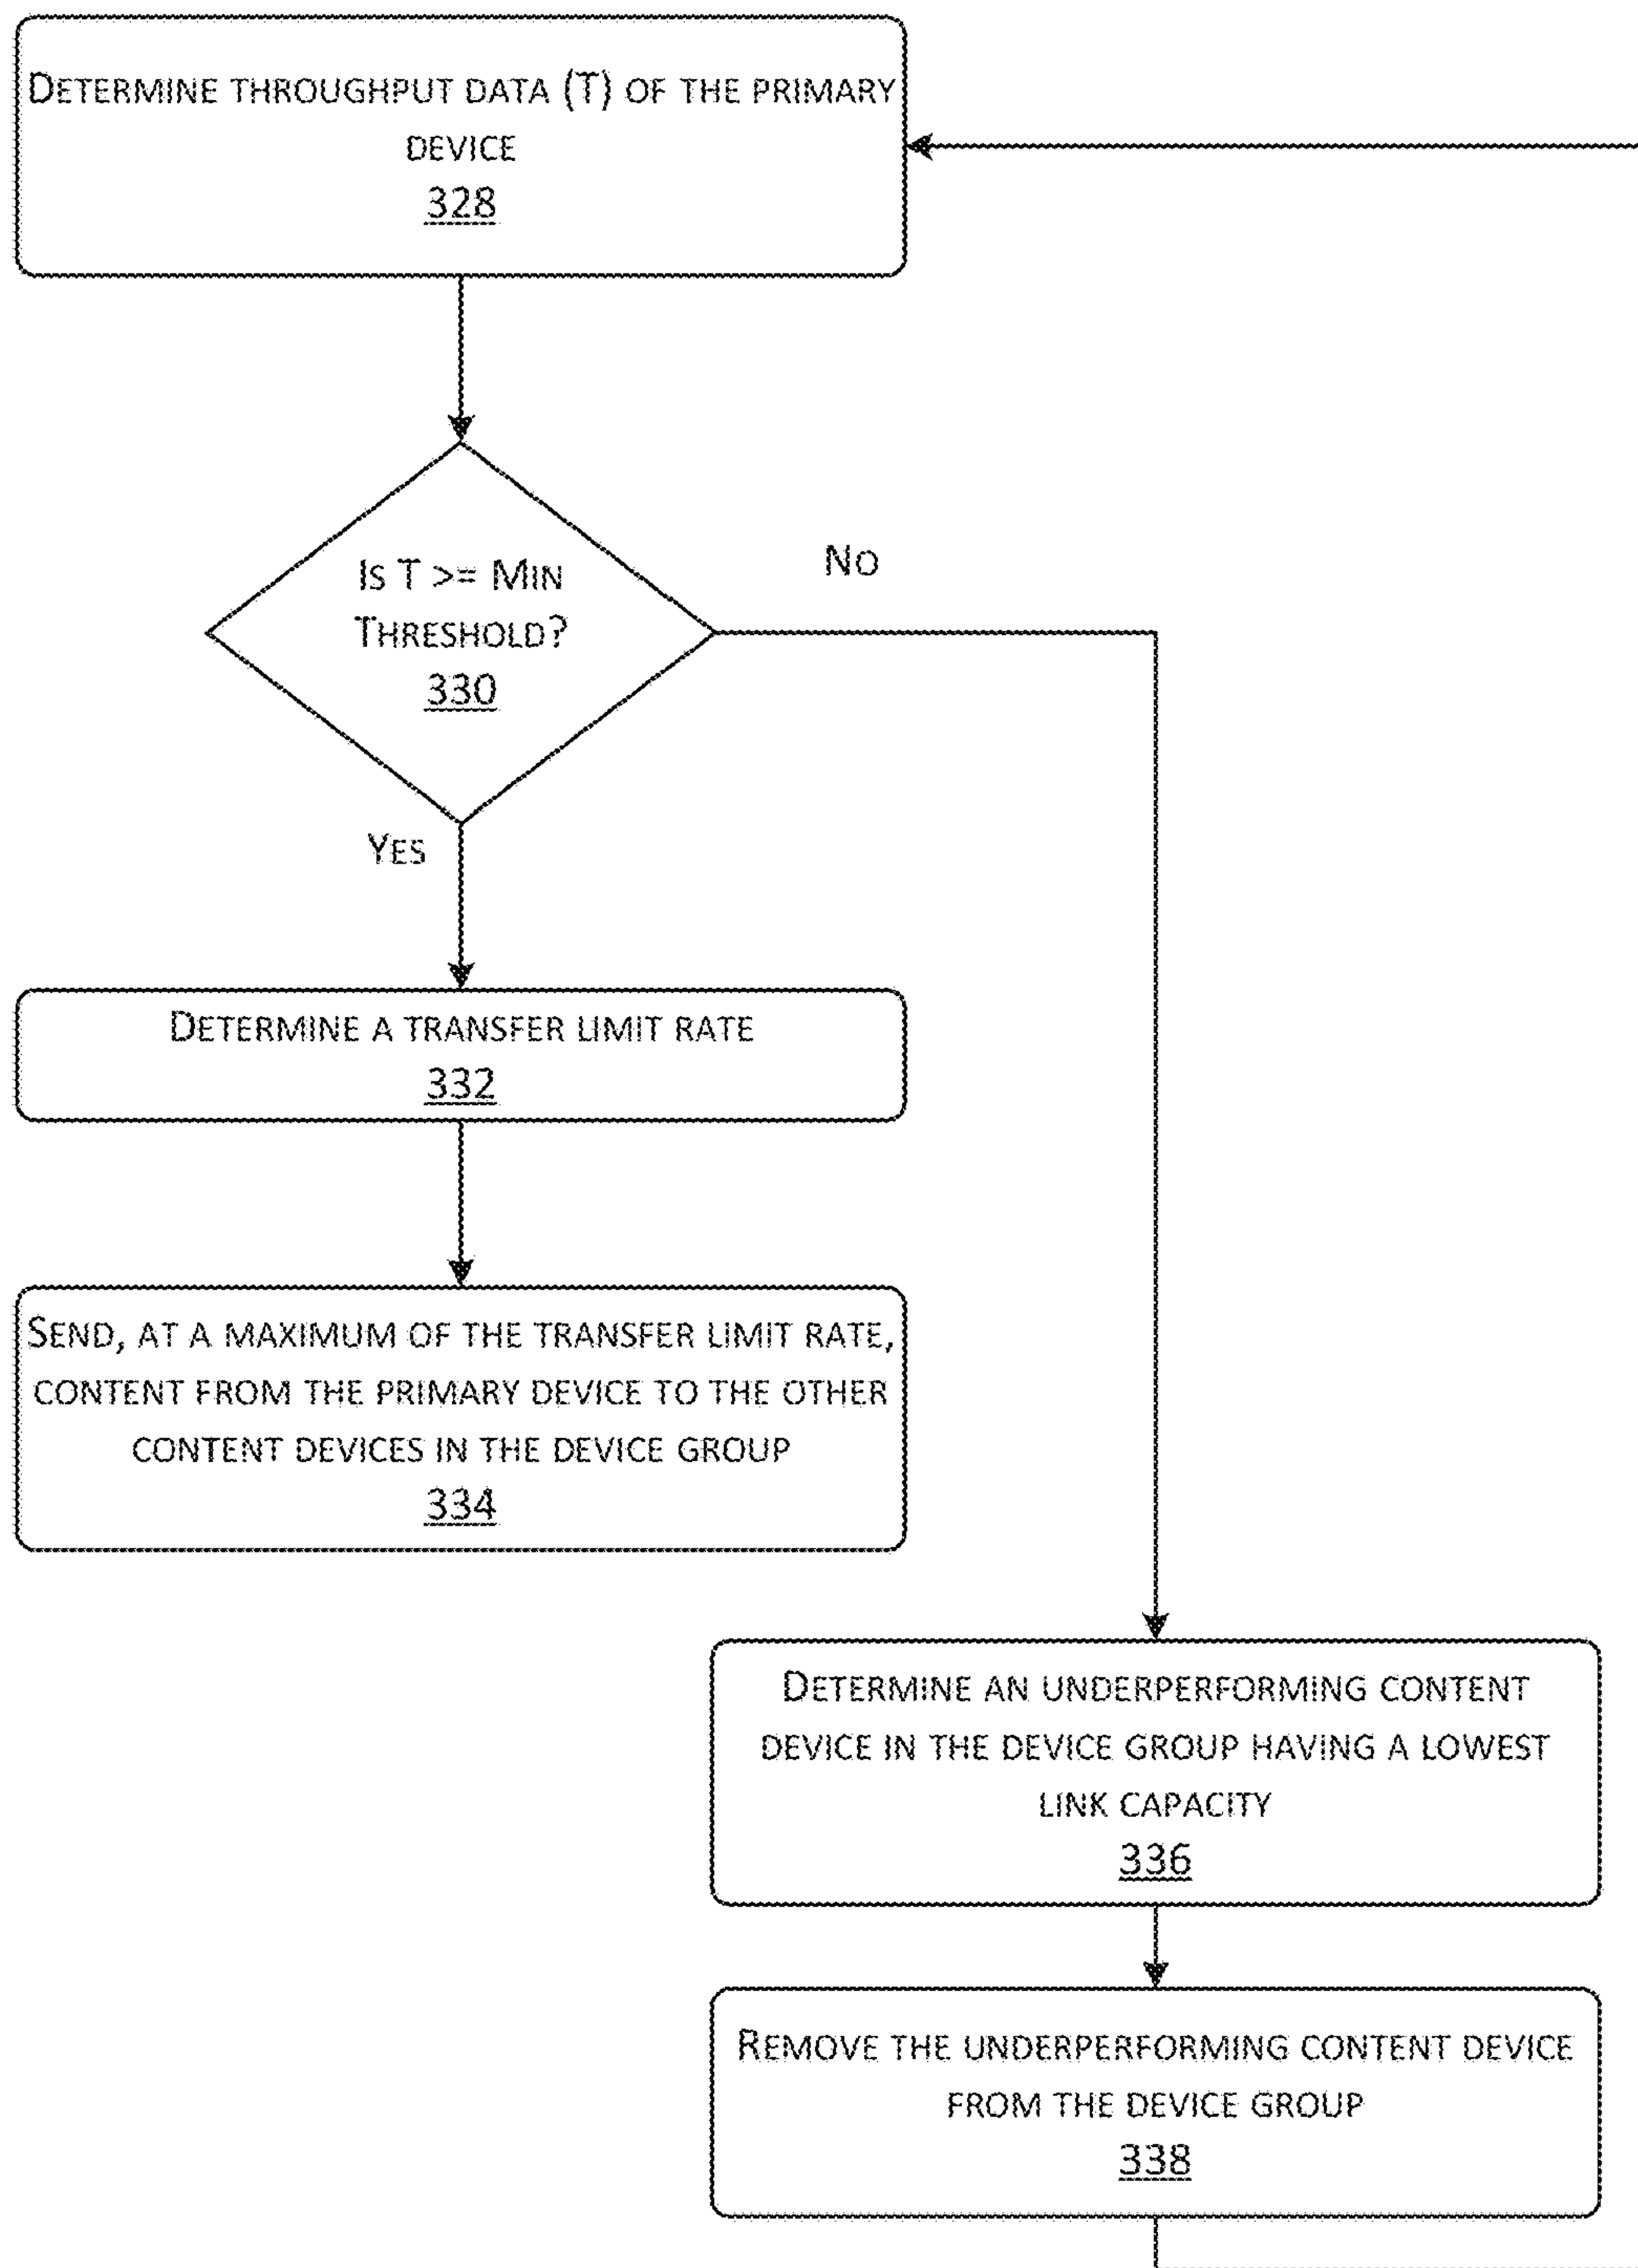 DETERMINE THROUGHPUT DATA (T) OF THE PRIMARY
DEVICE
328
IS T >= MIN
THRESHOLD?
330
NO
YES
DETERMINE A TRANSFER LIMIT RATE
332
SEND, AT A MAXIMUM OF THE TRANSFER LIMIT RATE,
CONTENT FROM THE PRIMARY DEVICE TO THE OTHER
CONTENT DEVICES IN THE DEVICE GROUP
334
DETERMINE AN UNDERPERFORMING CONTENT
DEVICE IN THE DEVICE GROUP HAVING A LOWEST
LINK CAPACITY
336
REMOVE THE UNDERPERFORMING CONTENT DEVICE
FROM THE DEVICE GROUP
338